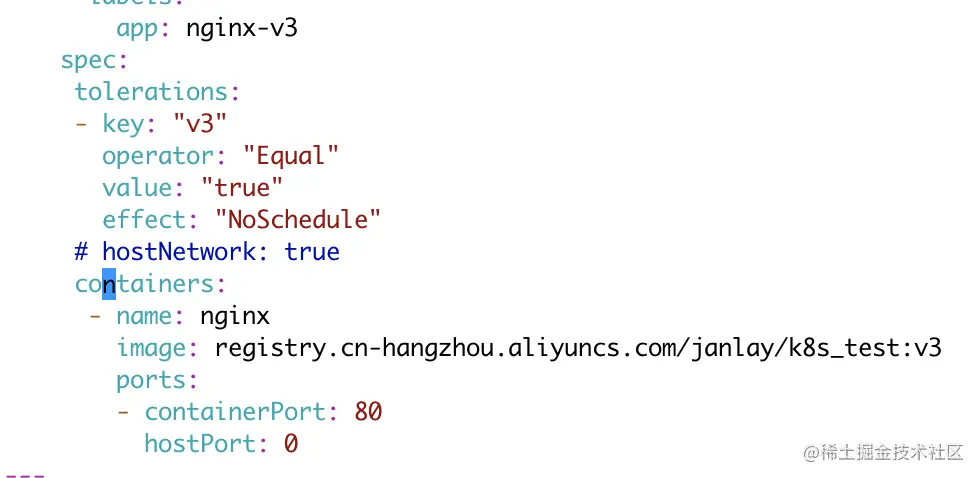 labels:
app: nginx-v3
spec:
tolerations:
- key: "v3"
operator: "Equal"
value: "true"
effect: "NoSchedule"
# hostNetwork: true
containers:
- name: nginx
image: registry.cn-hangzhou.aliyuncs.com/janlay/k8s_test:v3
ports:
- containerPort: 80
hostPort: 0
---
@稀土掘金技术社区